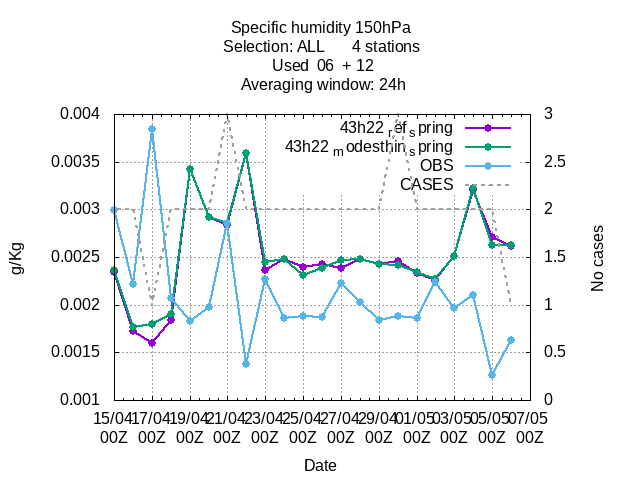 Specific humidity 150hPa
Selection: ALL 4 stations
Used 06 + 12
Averaging window: 24h
0.004
0.0035
0.003
0.0025
0.002
0.0015
0.001
g/Kg
3
2.5
2
1.5
1
0.5
0
No cases
43h22 refspring
43h22 modesthinspring
OBS
CASES
15/04 17/04 19/04 21/04 23/04 25/04 27/04 29/04 01/05 03/05 05/05 07/05
00Z 00Z 00Z 00Z 00Z 00Z 00Z 00Z 00Z 00Z 00Z 00Z
Date